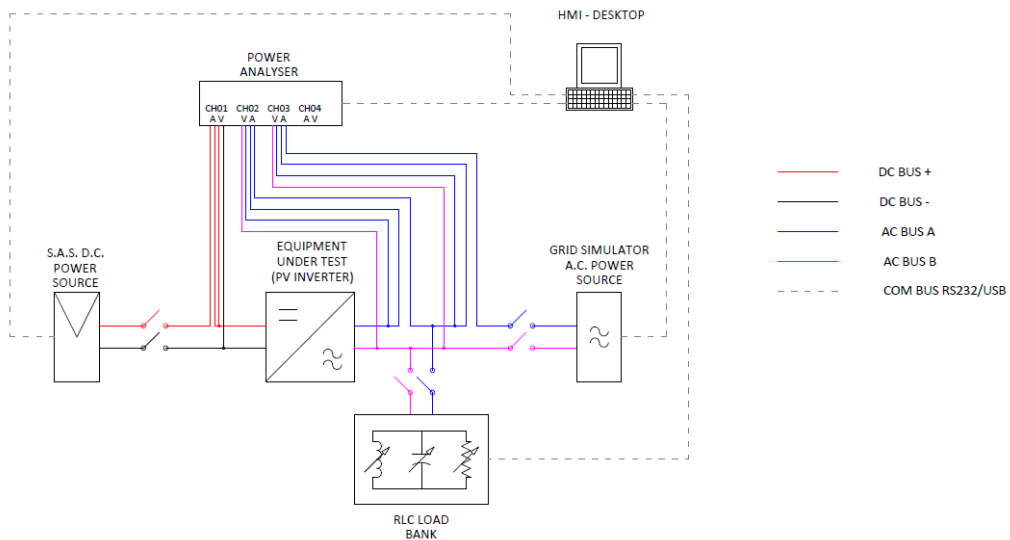 HMI - DESKTOP
POWER
ANALYSER
CH01 CH02 CH03 CH04
A V V A V A A V
DC BUS +
DC BUS -
AC BUS A
AC BUS B
COM BUS RS232/USB
S.A.S. D.C.
POWER
SOURCE
EQUIPMENT
UNDER TEST
(PV INVERTER)
GRID SIMULATOR
A.C. POWER
SOURCE
RLC LOAD
BANK